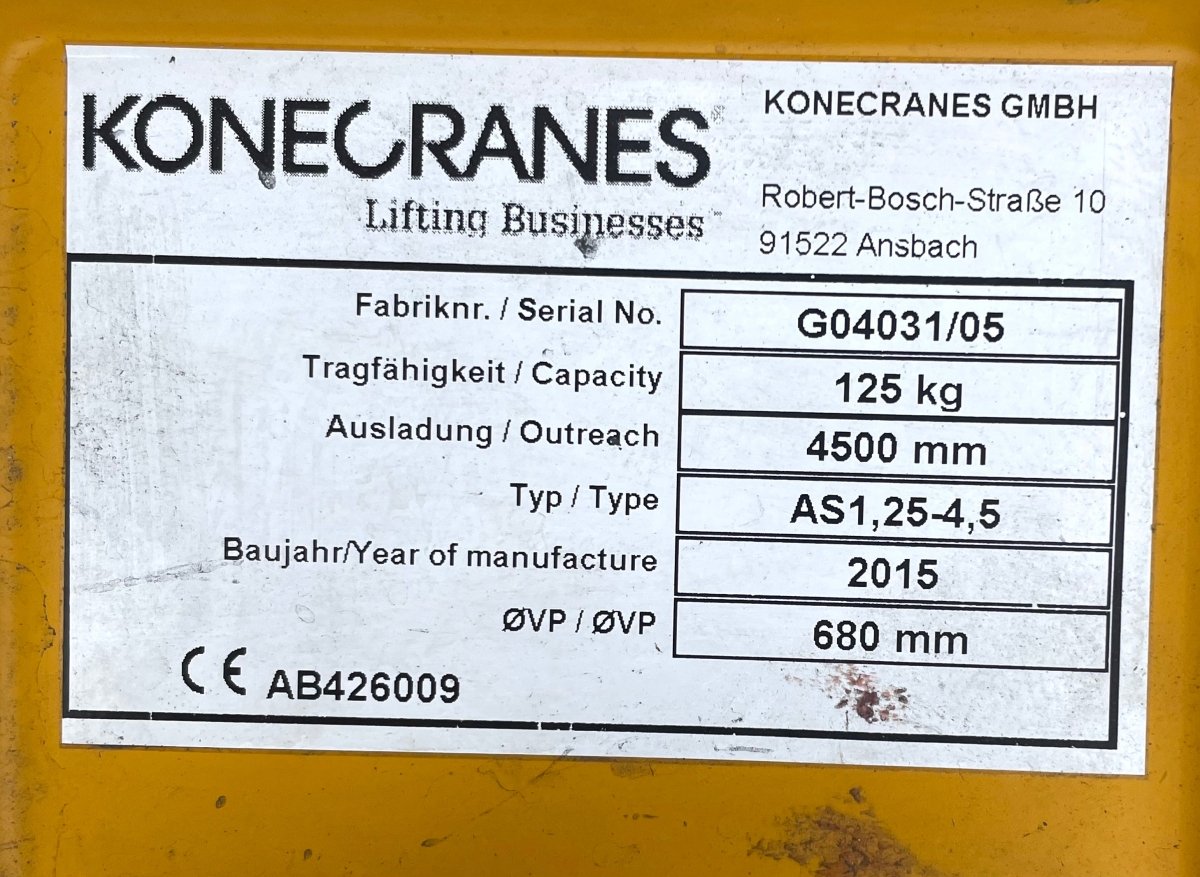 KONECRANES
Lifting Businesses™
KONECRANES GMBH
Robert-Bosch-Straße 10
91522 Ansbach
Fabriknr. / Serial No. G04031/05
Tragfähigkeit / Capacity 125 kg
Ausladung / Outreach 4500 mm
Typ / Type AS1,25-4,5
Baujahr/Year of manufacture 2015
ØVP / ØVP 680 mm
CE AB426009